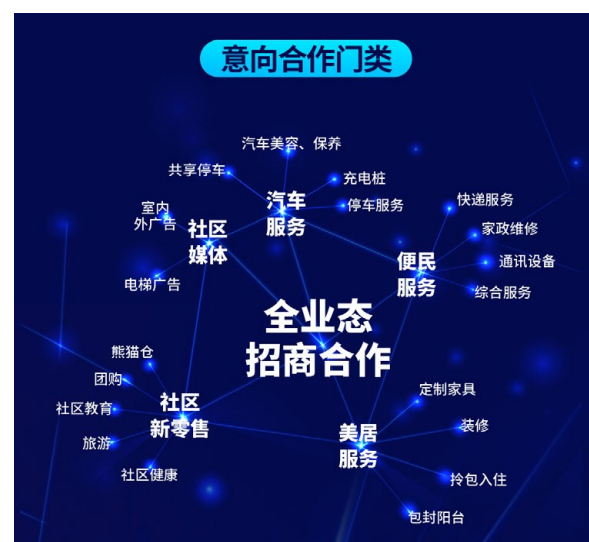 意向合作门类
汽车美容、保养
共享停车
充电桩
停车服务
汽车
服务
室内
外广告
电梯广告
社区
媒体
快递服务
家政维修
通讯设备
综合服务
便民
服务
全业态
招商合作
熊猫仓
团购
社区教育
旅游
社区健康
社区
新零售
定制家具
装修
拎包入住
包封阳台
美居
服务